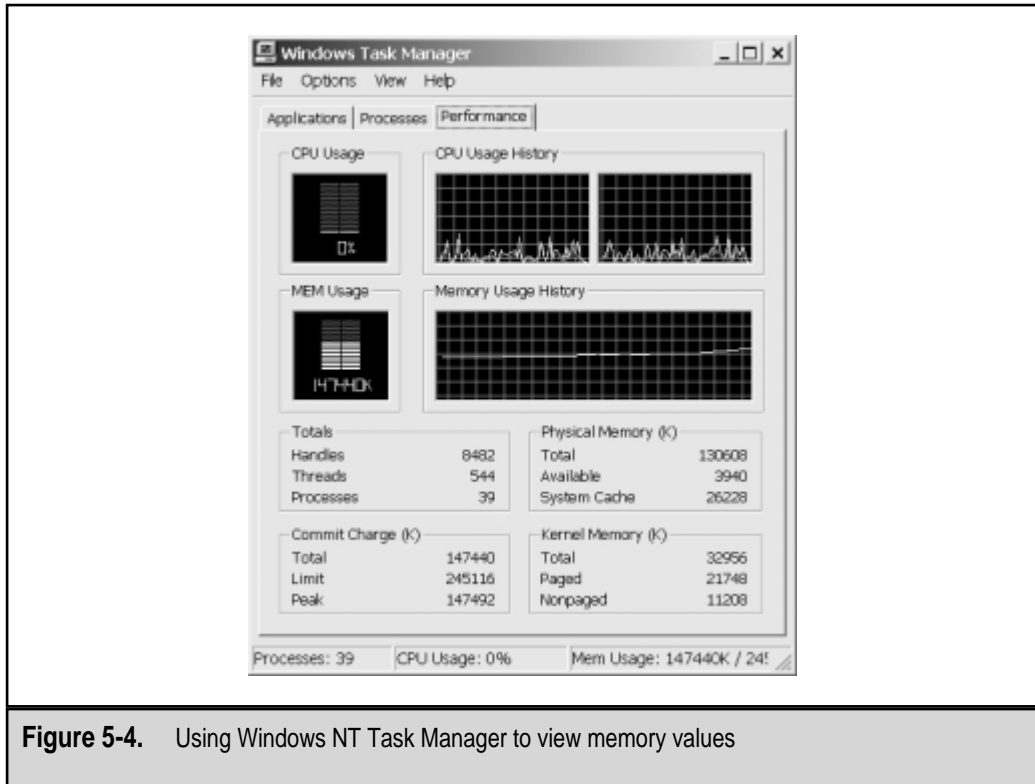 Windows Task Manager
File Options View Help
Applications Processes Performance
CPU Usage CPU Usage History
0%
MEM Usage Memory Usage History
147440K
Totals Physical Memory (K)
Handles 8482 Total 130608
Threads 544 Available 3940
Processes 39 System Cache 26228
Commit Charge (K) Kernel Memory (K)
Total 147440 Total 32956
Limit 245116 Paged 21748
Peak 147492 Nonpaged 11208
Processes: 39 CPU Usage: 0% Mem Usage: 147440K / 24
Figure 5-4. Using Windows NT Task Manager to view memory values